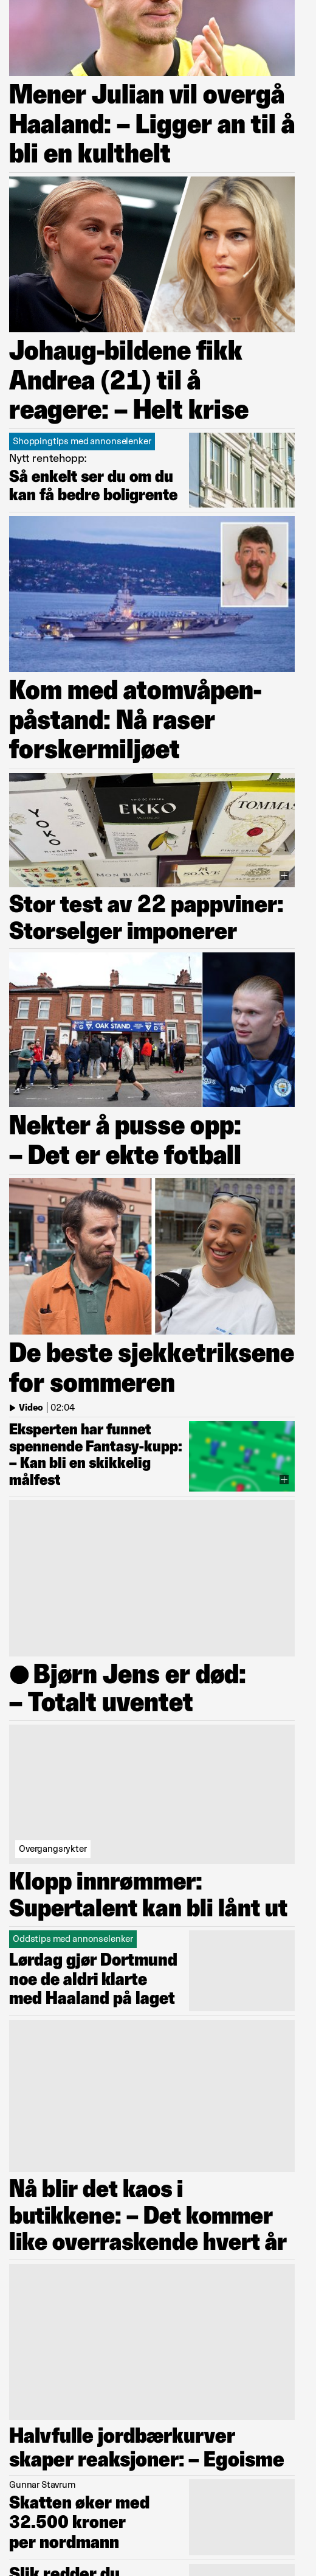 Mener Julian vil overgå
Haaland: – Ligger an til å
bli en kulthelt
Johaug-bildene fikk
Andrea (21) til å
reagere: – Helt krise
Shoppingtips med annonselenker
Nytt rentehopp:
Så enkelt ser du om du
kan få bedre boligrente
Kom med atomvåpen-
påstand: Nå raser
forskermiljøet
YOKO
EKKO
TOMMAS
MON BLANC
SOAVE
Stor test av 22 pappviner:
Storselger imponerer
OAK STAND
Nekter å pusse opp:
– Det er ekte fotball
De beste sjekketriksene
for sommeren
Video | 02:04
Eksperten har funnet
spennende Fantasy-kupp:
– Kan bli en skikkelig
målfest
Bjørn Jens er død:
– Totalt uventet
Overgangsrykter
Klopp innrømmer:
Supertalent kan bli lånt ut
Oddstips med annonselenker
Lørdag gjør Dortmund
noe de aldri klarte
med Haaland på laget
Nå blir det kaos i
butikkene: – Det kommer
like overraskende hvert år
Halvfulle jordbærkurver
skaper reaksjoner: – Egoisme
Gunnar Stavrum
Skatten øker med
32.500 kroner
per nordmann
Slik redder du